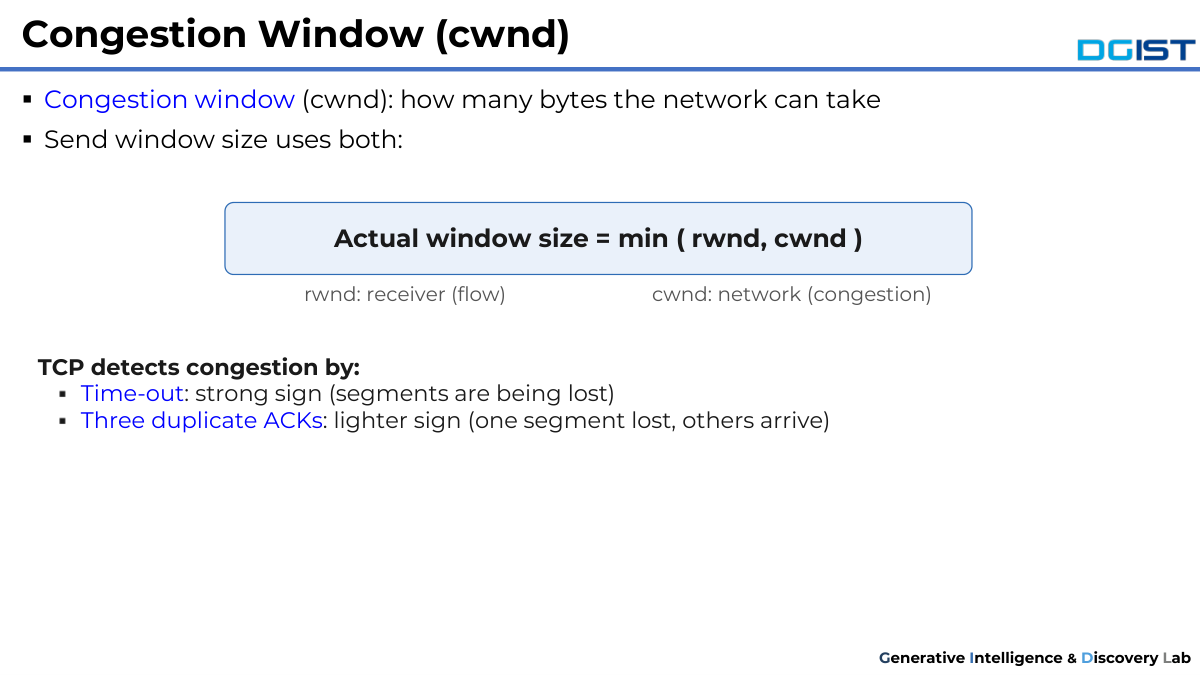 Congestion Window (cwnd)
DGIST
▪ Congestion window (cwnd): how many bytes the network can take
▪ Send window size uses both:
Actual window size = min ( rwnd, cwnd )
rwnd: receiver (flow) cwnd: network (congestion)
TCP detects congestion by:
▪ Time-out: strong sign (segments are being lost)
▪ Three duplicate ACKs: lighter sign (one segment lost, others arrive)
Generative Intelligence & Discovery Lab